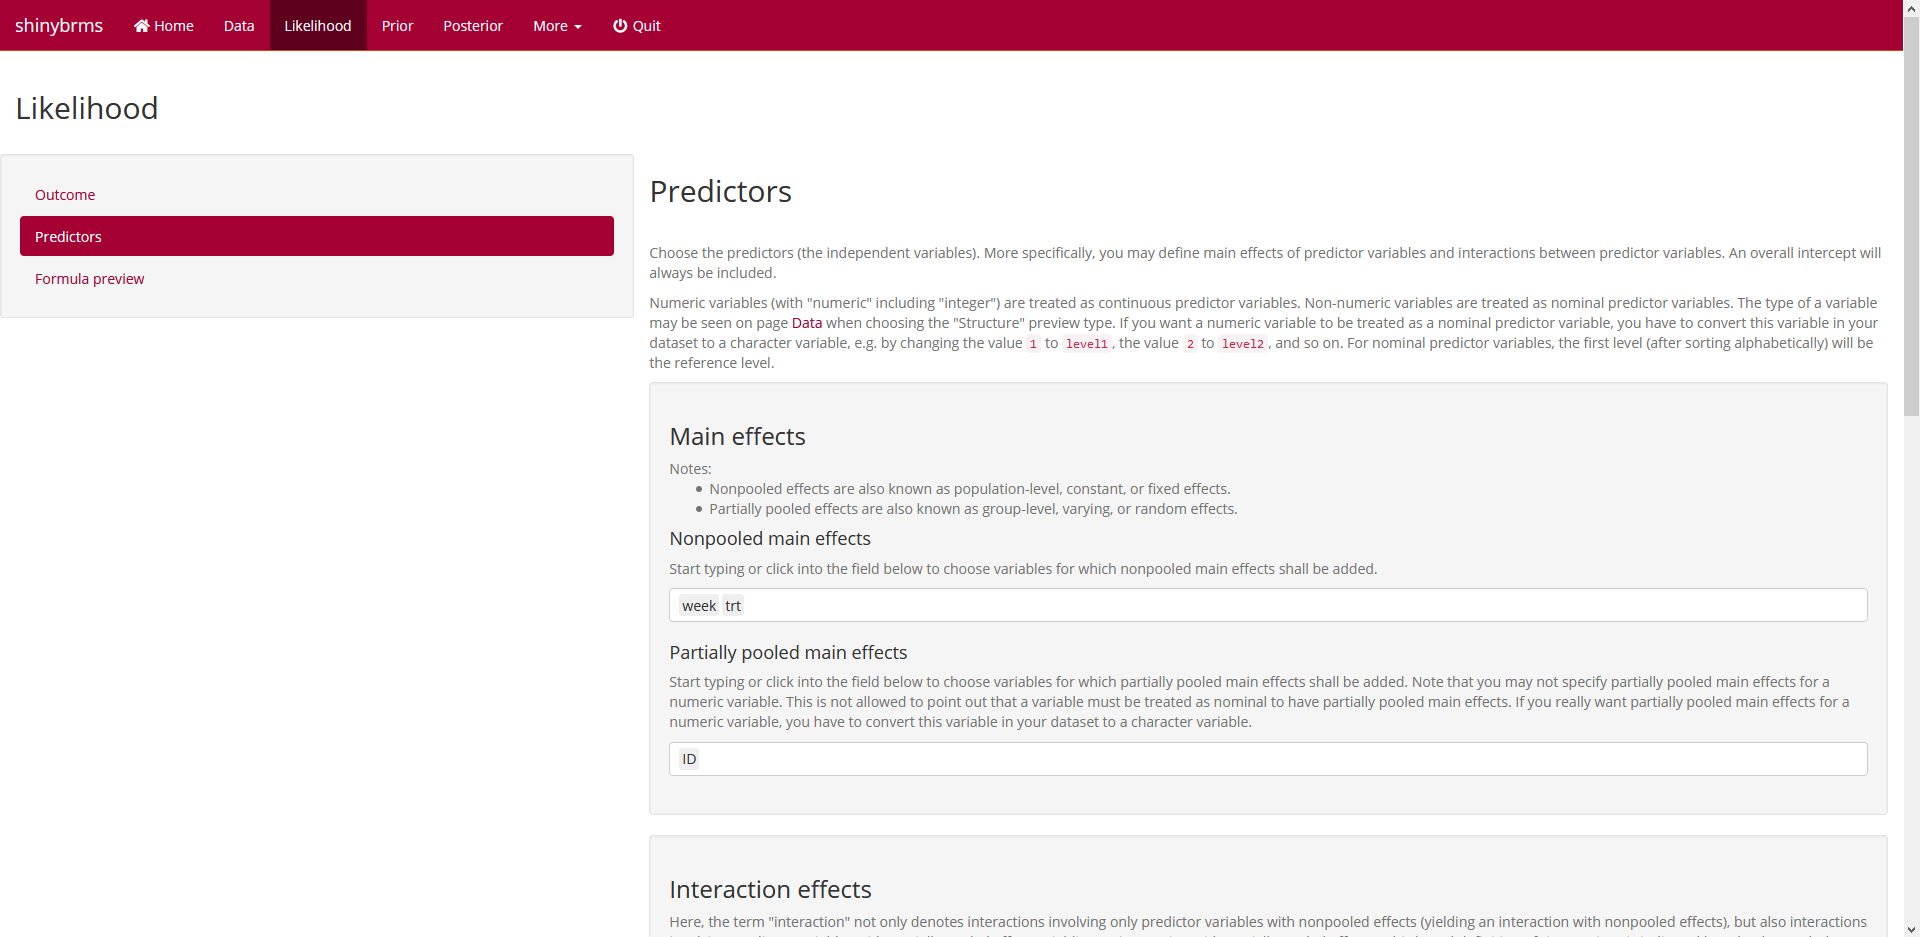 shinybrms Home Data Likelihood Prior Posterior More Quit
Likelihood
Outcome
Predictors
Formula preview
Predictors
Choose the predictors (the independent variables). More specifically, you may define main effects of predictor variables and interactions between predictor variables. An overall intercept will
always be included.
Numeric variables (with "numeric" including "integer") are treated as continuous predictor variables. Non-numeric variables are treated as nominal predictor variables. The type of a variable
may be seen on page Data when choosing the "Structure" preview type. If you want a numeric variable to be treated as a nominal predictor variable, you have to convert this variable in your
dataset to a character variable, e.g. by changing the value 1 to level1, the value 2 to level2, and so on. For nominal predictor variables, the first level (after sorting alphabetically) will be
the reference level.
Main effects
Notes:
• Nonpooled effects are also known as population-level, constant, or fixed effects.
• Partially pooled effects are also known as group-level, varying, or random effects.
Nonpooled main effects
Start typing or click into the field below to choose variables for which nonpooled main effects shall be added.
week trt
Partially pooled main effects
Start typing or click into the field below to choose variables for which partially pooled main effects shall be added. Note that you may not specify partially pooled main effects for a
numeric variable. This is not allowed to point out that a variable must be treated as nominal to have partially pooled main effects. If you really want partially pooled main effects for a
numeric variable, you have to convert this variable in your dataset to a character variable.
ID
Interaction effects
Here, the term "interaction" not only denotes interactions involving only predictor variables with nonpooled effects (yielding an interaction with nonpooled effects), but also interactions